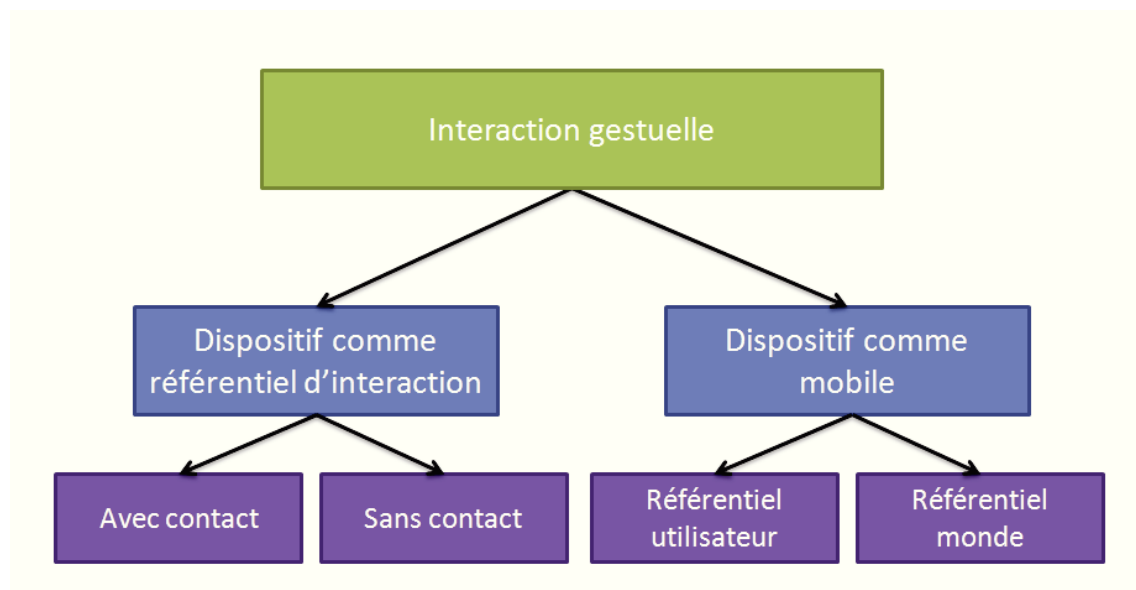 Interaction gestuelle
Dispositif comme
référentiel d’interaction
Dispositif comme
mobile
Avec contact
Sans contact
Référentiel
utilisateur
Référentiel
monde